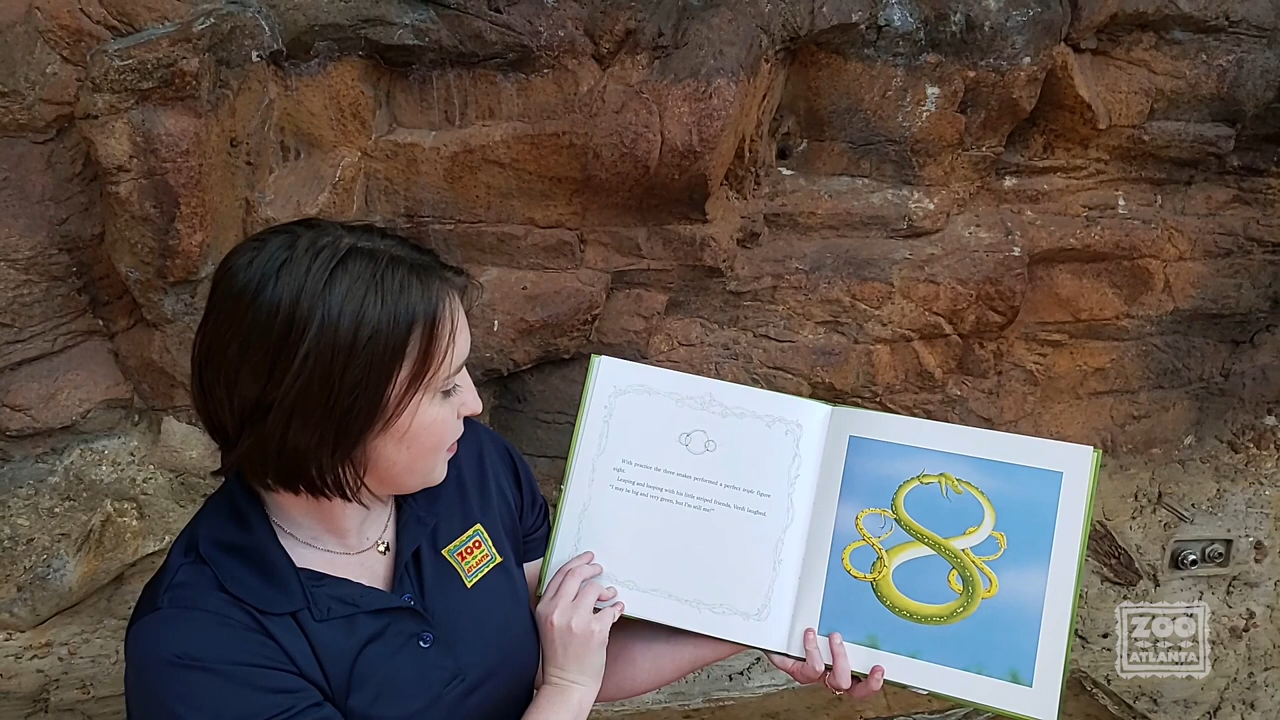 With practice the three snakes performed a perfect triple figure
eight.
Leaping and looping with his little striped friends, Verdi laughed.
"I may be big and very green, but I'm still me!"
ZOO
ATLANTA
ZOO
ATLANTA